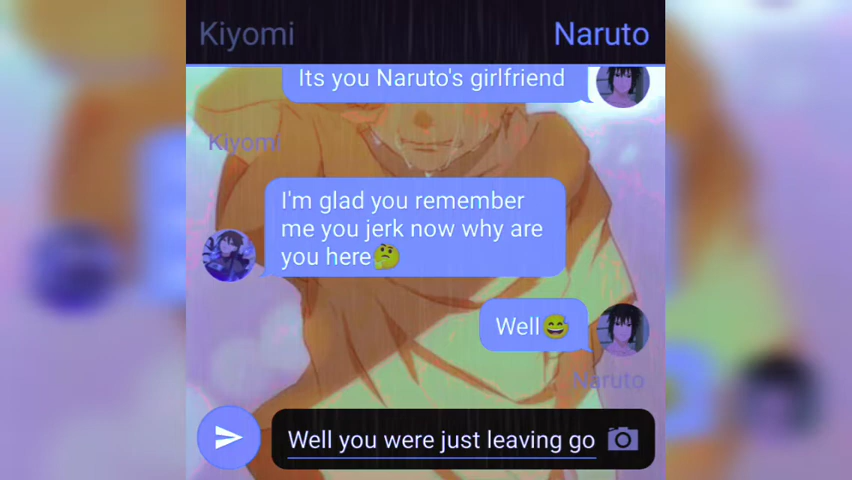 Kiyomi
Naruto
Its you Naruto's girlfriend
Kiyomi
I'm glad you remember
me you jerk now why are
you here🤔
Well😅
Naruto
Well you were just leaving go